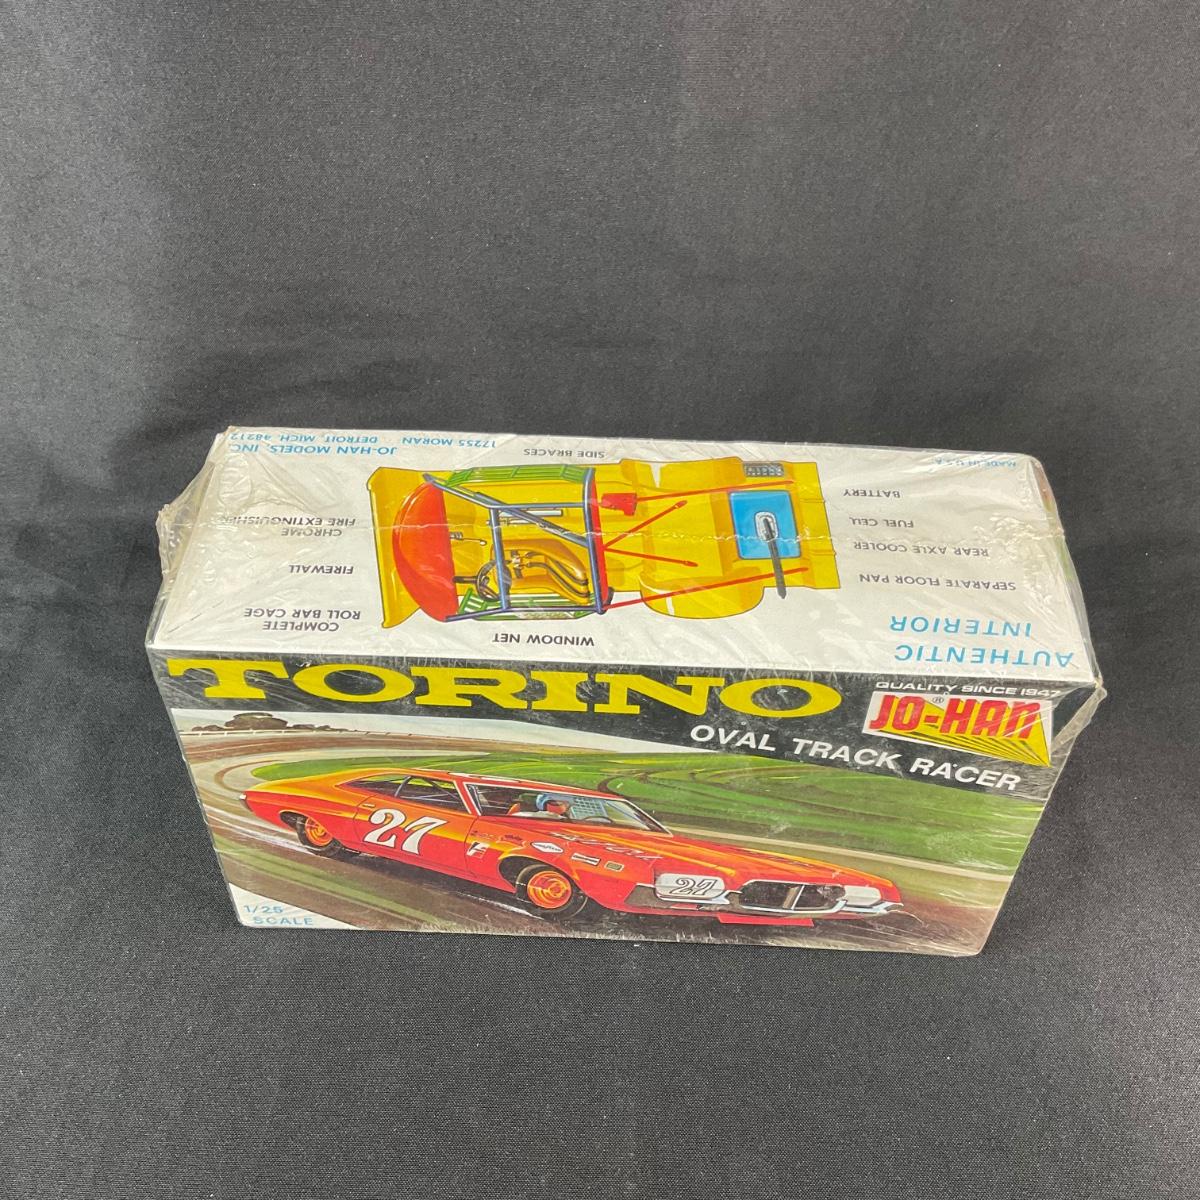 TORINO
OVAL TRACK RACER
QUALITY SINCE 1947
JO-HAN
®
27
27
1/25
SCALE
AUTHENTIC
INTERIOR
WINDOW NET
COMPLETE
ROLL BAR CAGE
FIREWALL
CHROME
FIRE EXTINGUISHER
SEPARATE FLOOR PAN
REAR AXLE COOLER
FUEL CELL
BATTERY
SIDE BRACES
MADE IN U.S.A.
JO-HAN MODELS, INC.
17255 MORAN DETROIT, MICH. 48212